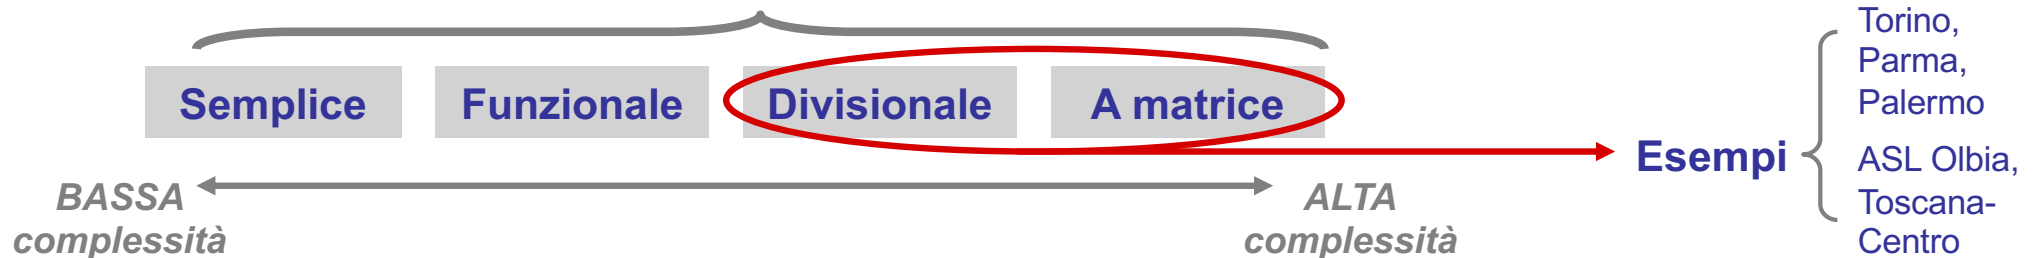 Semplice
Funzionale
Divisionale
A matrice
BASSA
complessità
ALTA
complessità
Esempi
Torino,
Parma,
Palermo
ASL Olbia,
Toscana-
Centro